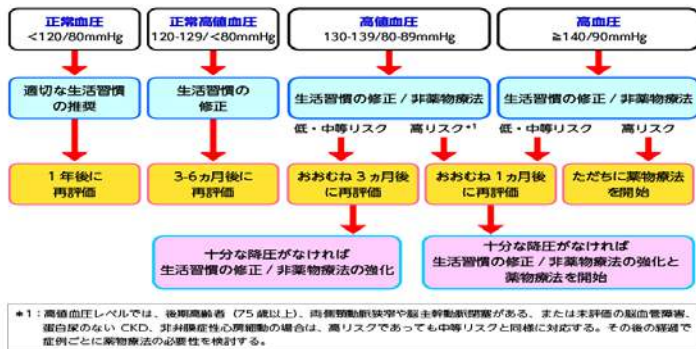 正常血圧
<120/80mmHg
正常高値血圧
120-129/<80mmHg
高値血圧
130-139/80-89mmHg
高血圧
≧140/90mmHg
適切な生活習慣
の推奨
生活習慣の
修正
生活習慣の修正/非薬物療法
生活習慣の修正/非薬物療法
低・中等リスク
高リスク*1
低・中等リスク
高リスク
1年後に
再評価
3-6ヵ月後に
再評価
おおむね3ヵ月後
に再評価
おおむね1ヵ月後
に再評価
ただちに薬物療法
を開始
十分な降圧がなければ
生活習慣の修正/非薬物療法の強化
十分な降圧がなければ
生活習慣の修正/非薬物療法の強化と
薬物療法を開始
*1:高値血圧レベルでは、後期高齢者(75歳以上)、両側頸動脈狭窄や脳主幹動脈閉塞がある、または未評価の脳血管障害、
蛋白尿のないCKD、非弁膜症性心房細動の場合は、高リスクであっても中等リスクと同様に対応する。その後の経過で
症例ごとに薬物療法の必要性を検討する。